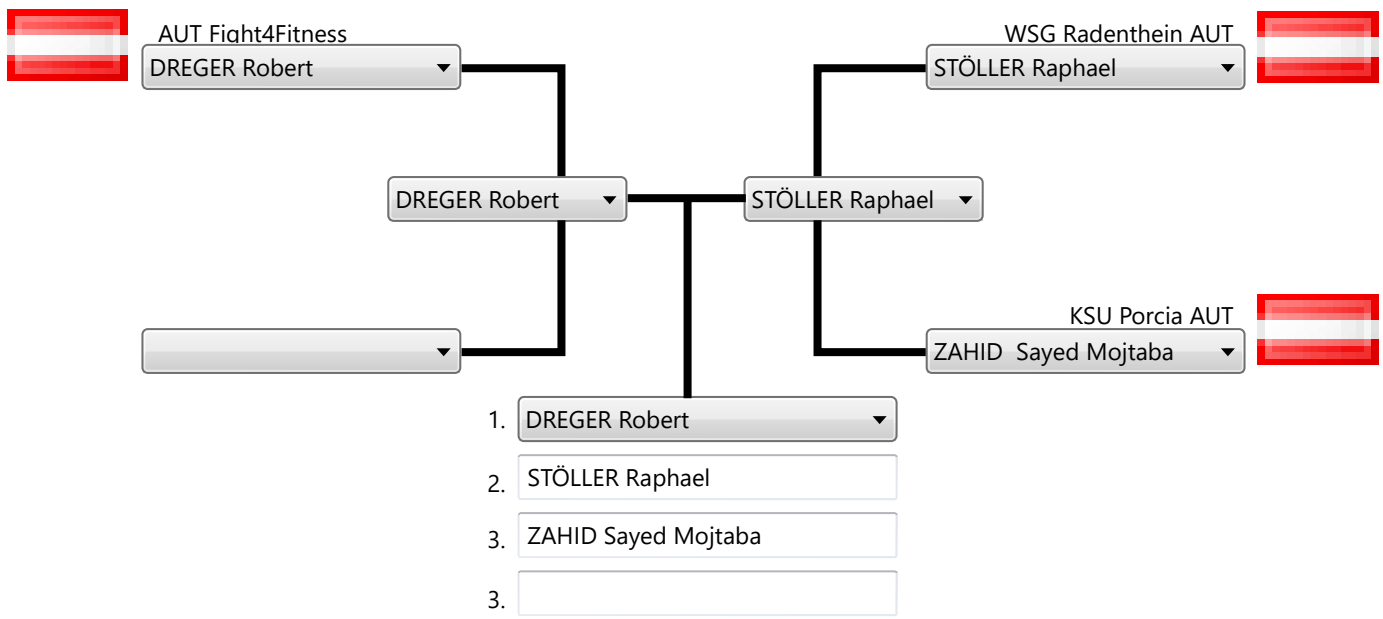 AUT Fight4Fitness
DREGER Robert
WSG Radenthein AUT
STÖLLER Raphael
DREGER Robert
STÖLLER Raphael
KSU Porcia AUT
ZAHID  Sayed Mojtaba
1. DREGER Robert
2. STÖLLER Raphael
3. ZAHID Sayed Mojtaba
3.